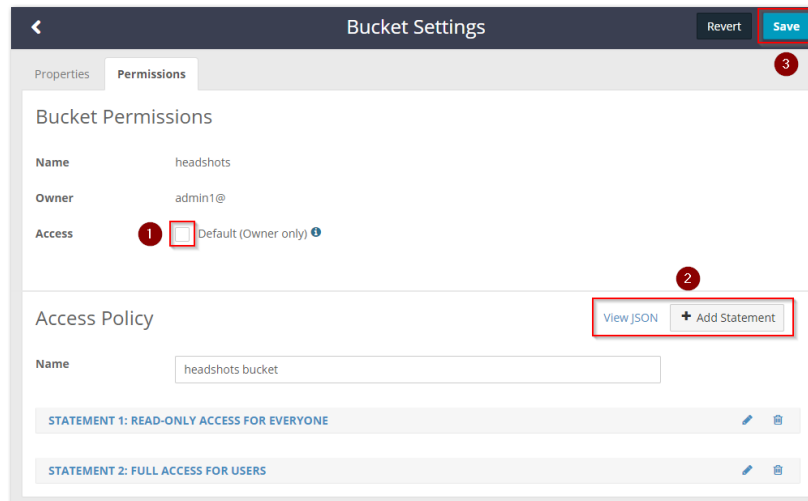 Bucket Settings
Revert
Save
3
Properties
Permissions
Bucket Permissions
Name
headshots
Owner
admin1@
Access
1
Default (Owner only)
2
Access Policy
View JSON
+ Add Statement
Name
headshots bucket
STATEMENT 1: READ-ONLY ACCESS FOR EVERYONE
STATEMENT 2: FULL ACCESS FOR USERS